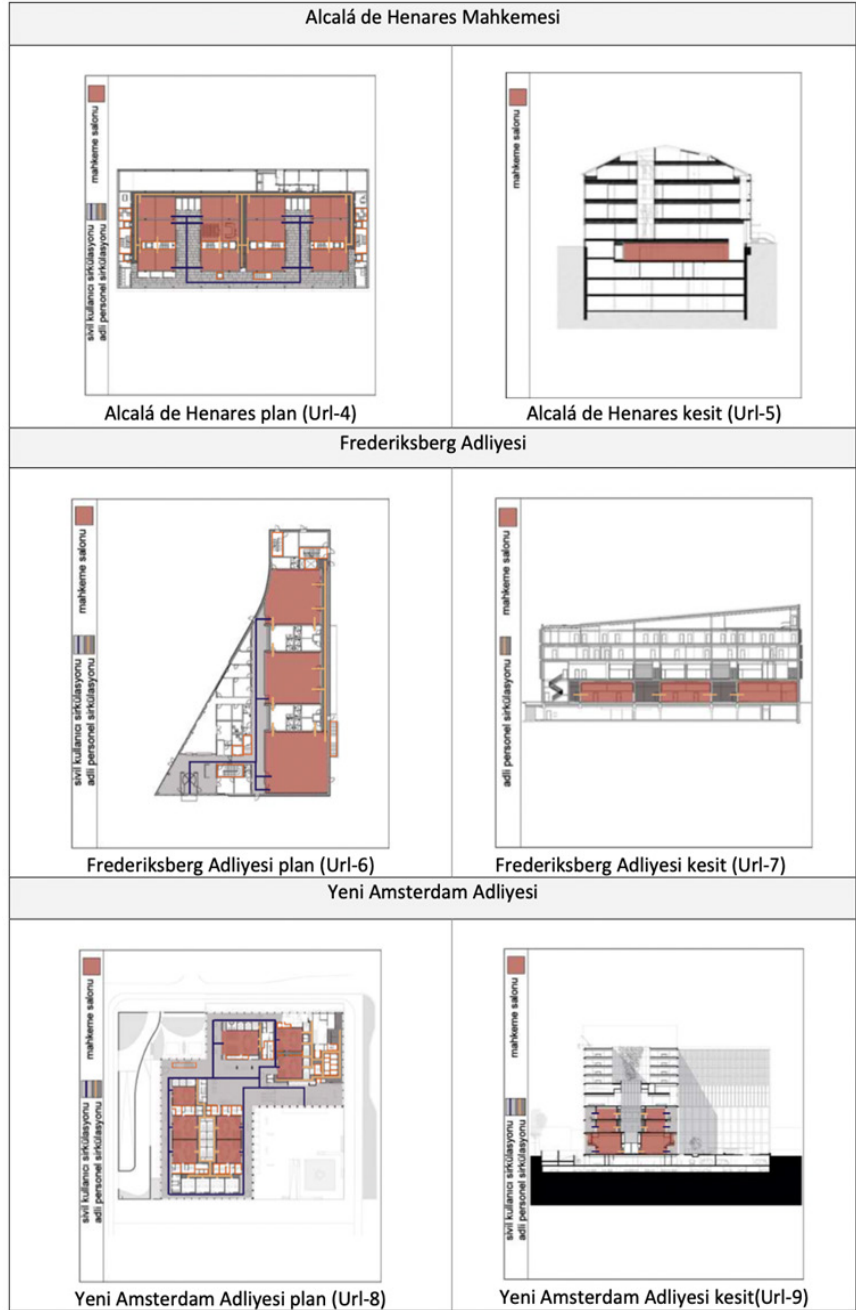 Alcalá de Henares Mahkemesi
mahkeme salonu
sivil kullanıcı sirkülasyonu
adli personel sirkülasyonu
mahkeme salonu
Alcalá de Henares plan (Url-4)
Alcalá de Henares kesit (Url-5)
Frederiksberg Adliyesi
mahkeme salonu
sivil kullanıcı sirkülasyonu
adli personel sirkülasyonu
mahkeme salonu
adli personel sirkülasyonu
Frederiksberg Adliyesi plan (Url-6)
Frederiksberg Adliyesi kesit (Url-7)
Yeni Amsterdam Adliyesi
mahkeme salonu
sivil kullanıcı sirkülasyonu
adli personel sirkülasyonu
mahkeme salonu
sivil kullanıcı sirkülasyonu
adli personel sirkülasyonu
Yeni Amsterdam Adliyesi plan (Url-8)
Yeni Amsterdam Adliyesi kesit(Url-9)